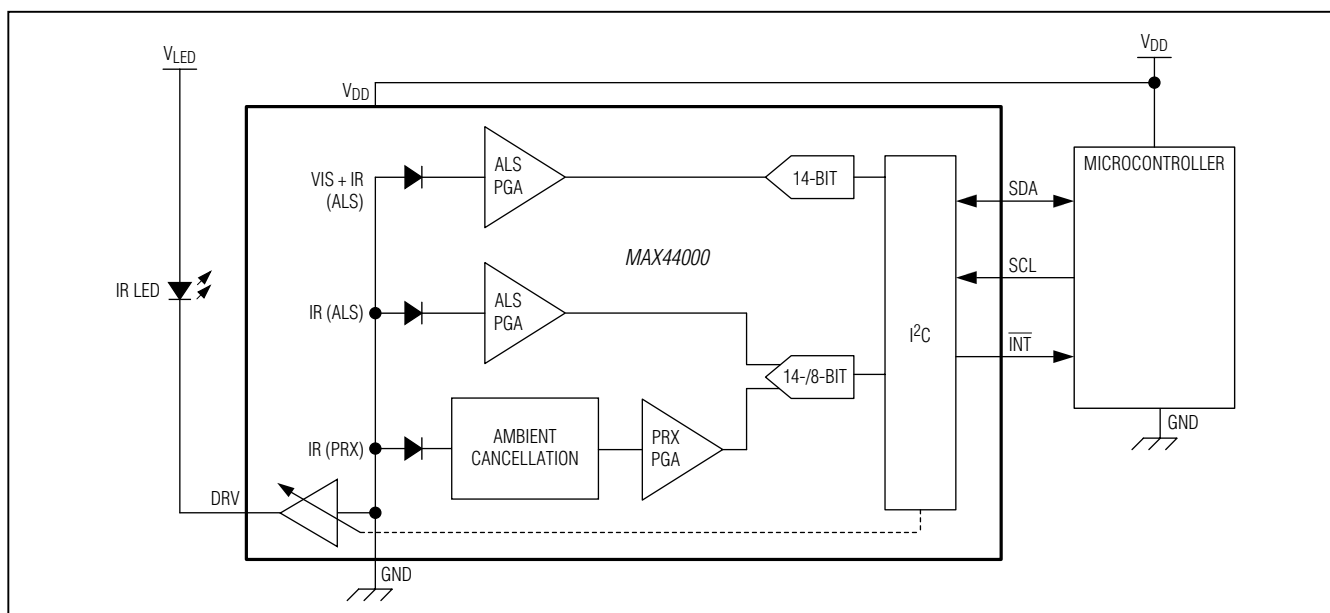 VLED
VDD
VDD
MICROCONTROLLER
VIS + IR
(ALS)
ALS
PGA
14-BIT
SDA
MAX44000
SCL
IR LED
IR (ALS)
ALS
PGA
I2C
INT
14-/8-BIT
GND
IR (PRX)
AMBIENT
CANCELLATION
PRX
PGA
DRV
GND